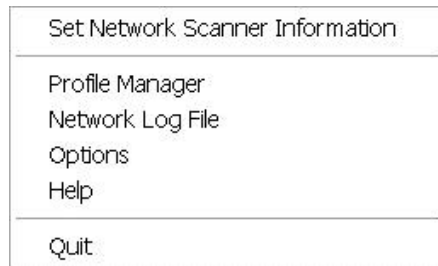 Set Network Scanner Information
Profile Manager
Network Log File
Options
Help
Quit